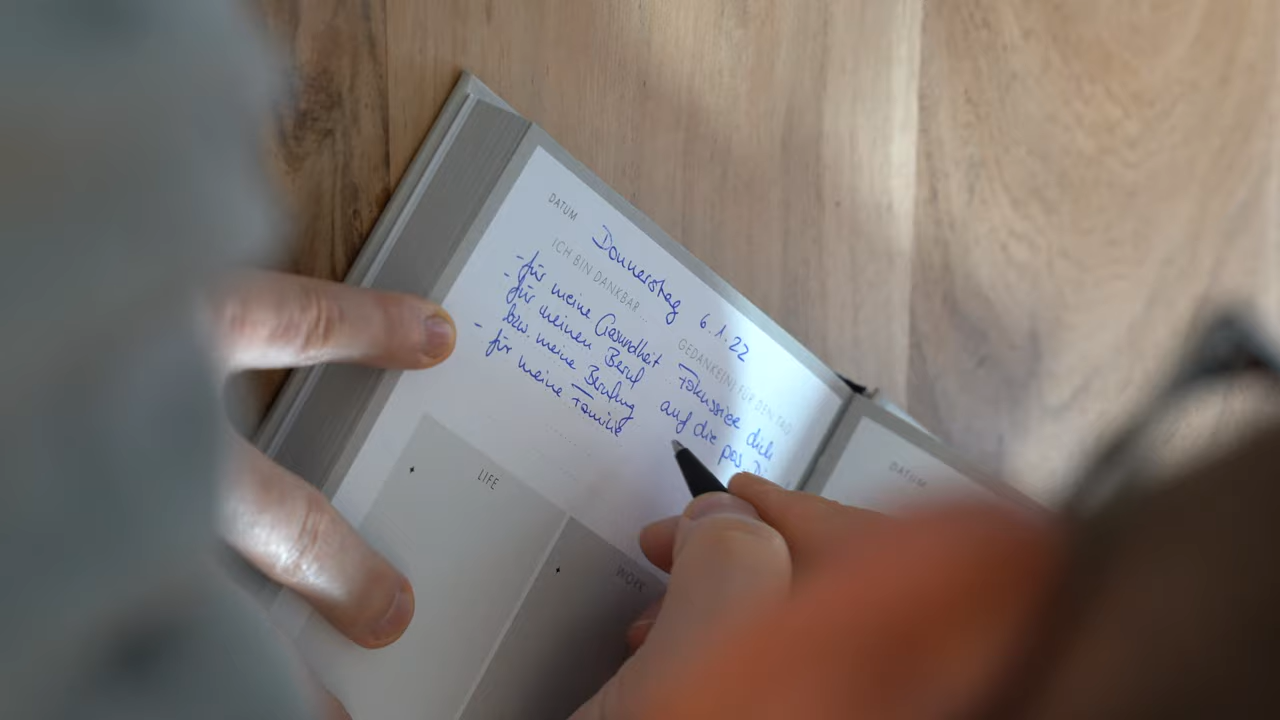 DATUM
Donnerstag 6.1.22
ICH BIN DANKBAR...
- für meine Gesundheit
- für meinen Beruf
bzw. meine Berufung
- für meine Familie
GEDANKE(N) FÜR DEN TAG
Fokussiere dich
auf die pos.
LIFE
WORK
DATUM